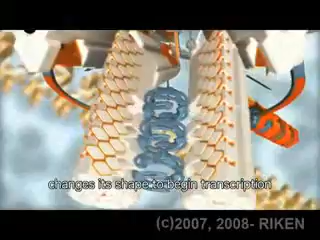 changes its shape to begin transcription
(c)2007, 2008- RIKEN